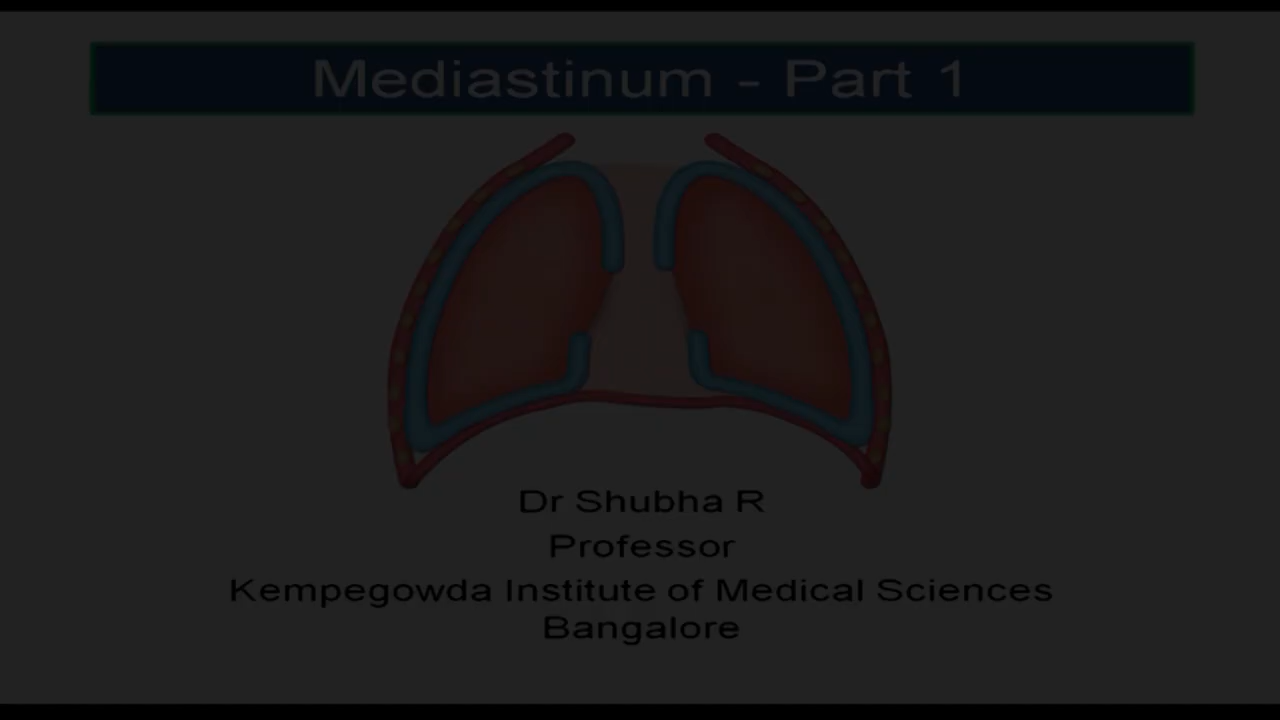 Mediastinum - Part 1
Dr Shubha R
Professor
Kempegowda Institute of Medical Sciences
Bangalore